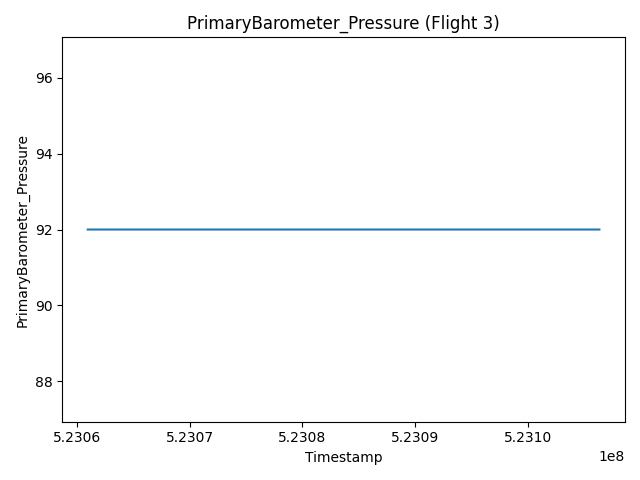 PrimaryBarometer_Pressure (Flight 3)
PrimaryBarometer_Pressure
96
94
92
90
88
5.2306 5.2307 5.2308 5.2309 5.2310
1e8
Timestamp